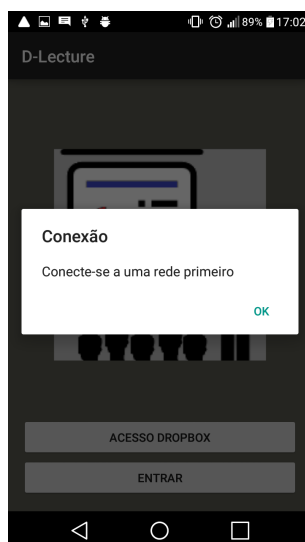 89% 17:02
D-Lecture
Conexão
Conecte-se a uma rede primeiro
OK
ACESSO DROPBOX
ENTRAR